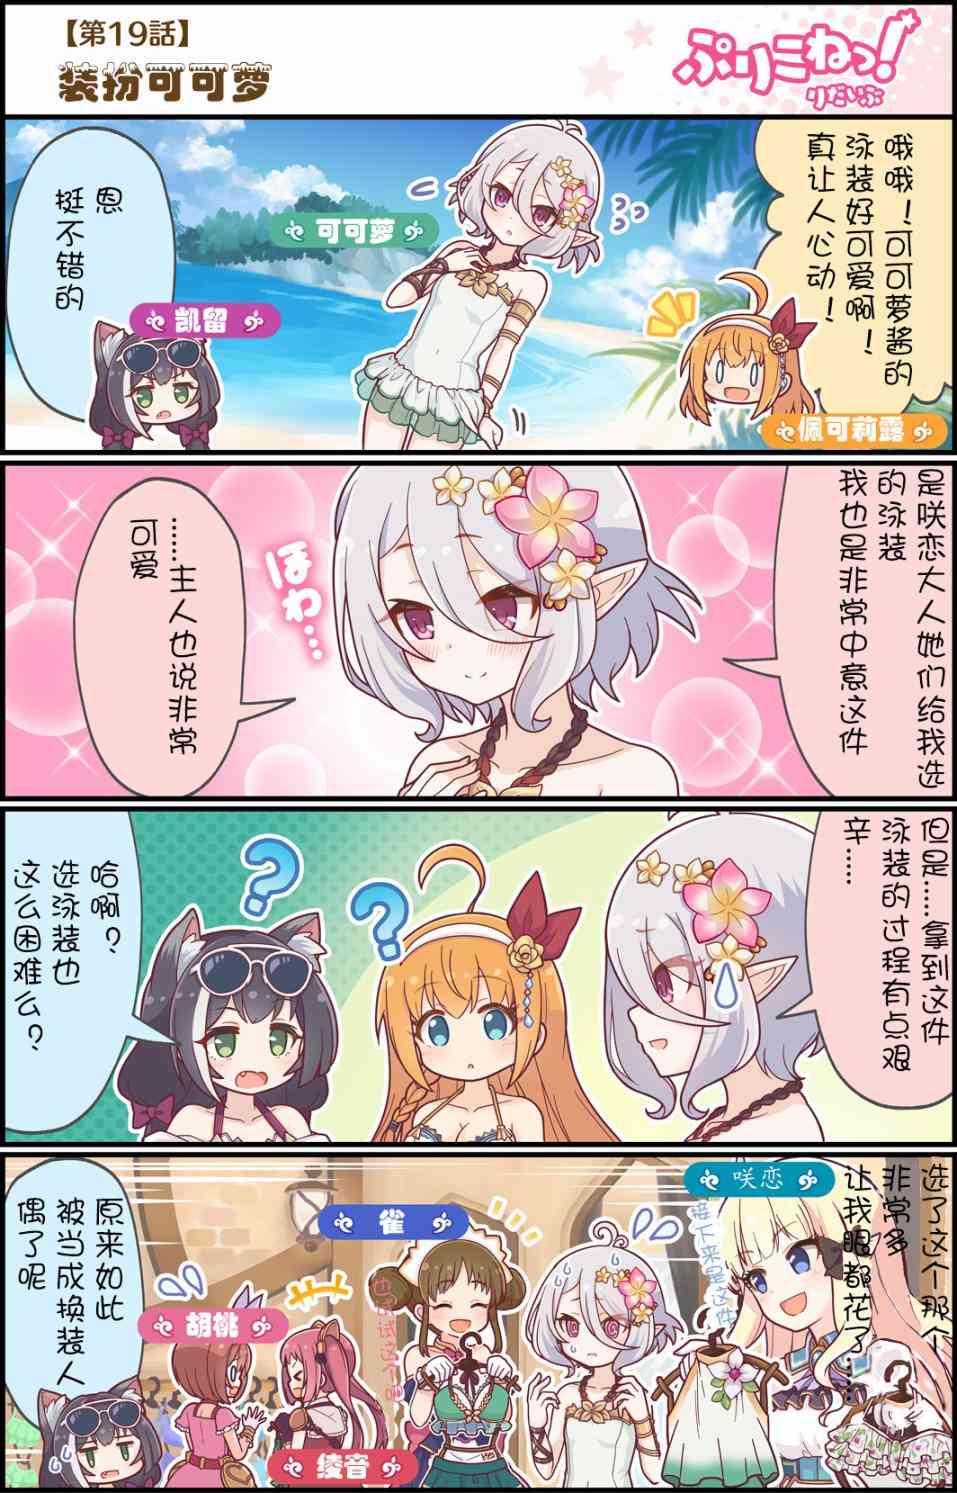 【第19話】
装扮可可萝
ぷりこねっ!
りだいぶ
哦哦！可可萝酱的
泳装好可爱啊！
真让人心动！
佩可莉露
可可萝
恩
挺不错的
凯留
是咲恋大人她们给我选
的泳装
我也是非常中意这件
ほわ…
……主人也说非常
可爱
但是……拿到这件
泳装的过程有点艰
辛……
哈啊？
选泳装也
这么困难么？
选了这个那个
非常多
让我眼都花了……
咲恋
接下来是这件
雀
也试试这个吧
胡桃
绫音
原来如此
被当成换装人
偶了呢